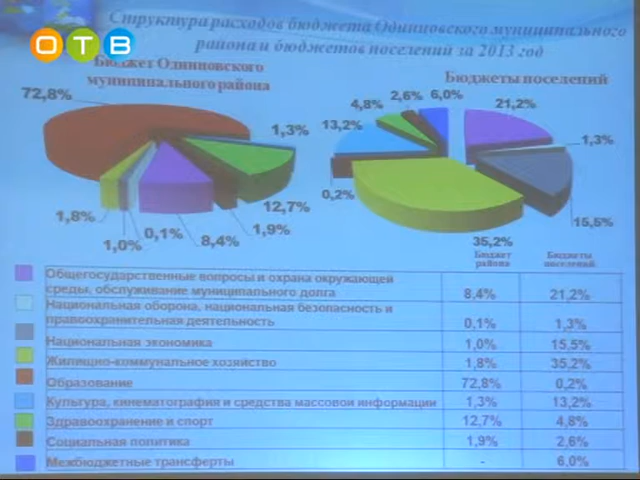 Структура расходов бюджета Одинцовского муниципального
района и бюджетов поселений за 2013 год
ОТВ
Бюджет Одинцовского
муниципального района
Бюджеты поселений
72,8%
1,3%
12,7%
1,9%
8,4%
0,1%
1,0%
1,8%
4,8%
2,6%
6,0%
21,2%
13,2%
1,3%
0,2%
15,5%
35,2%
Бюджет района
Бюджеты поселений
Общегосударственные вопросы и охрана окружающей
среды, обслуживание муниципального долга 8,4% 21,2%
Национальная оборона, национальная безопасность и
правоохранительная деятельность 0,1% 1,3%
Национальная экономика 1,0% 15,5%
Жилищно-коммунальное хозяйство 1,8% 35,2%
Образование 72,8% 0,2%
Культура, кинематография и средства массовой информации 1,3% 13,2%
Здравоохранение и спорт 12,7% 4,8%
Социальная политика 1,9% 2,6%
Межбюджетные трансферты - 6,0%